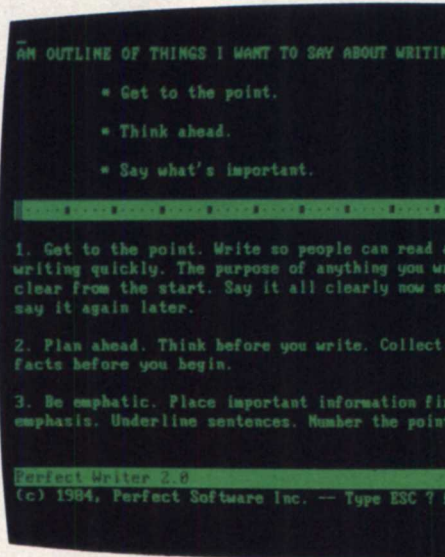 AN OUTLINE OF THINGS I WANT TO SAY ABOUT WRITIN
* Get to the point.
* Think ahead.
* Say what's important.
1. Get to the point. Write so people can read
writing quickly. The purpose of anything you
clear from the start. Say it all clearly now
say it again later.
2. Plan ahead. Think before you write. Collect
facts before you begin.
3. Be emphatic. Place important information
emphasis. Underline sentences. Number the
Perfect Writer 2.0
(c) 1984, Perfect Software Inc. -- Type ESC ?